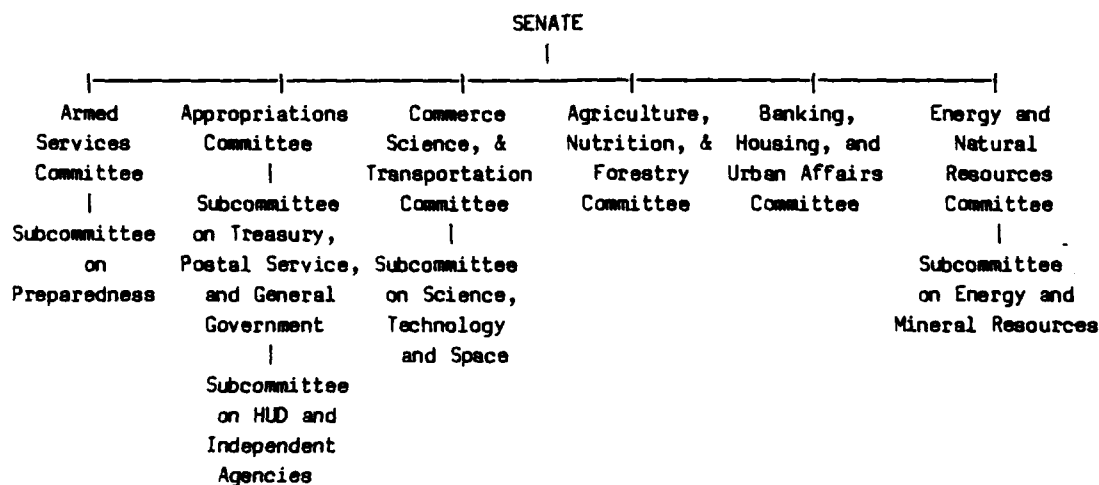 SENATE
Armed Services Committee
Subcommittee on Preparedness
Appropriations Committee
Subcommittee on Treasury, Postal Service, and General Government
Subcommittee on HUD and Independent Agencies
Commerce Science, & Transportation Committee
Subcommittee on Science, Technology and Space
Agriculture, Nutrition, & Forestry Committee
Banking, Housing, and Urban Affairs Committee
Energy and Natural Resources Committee
Subcommittee on Energy and Mineral Resources